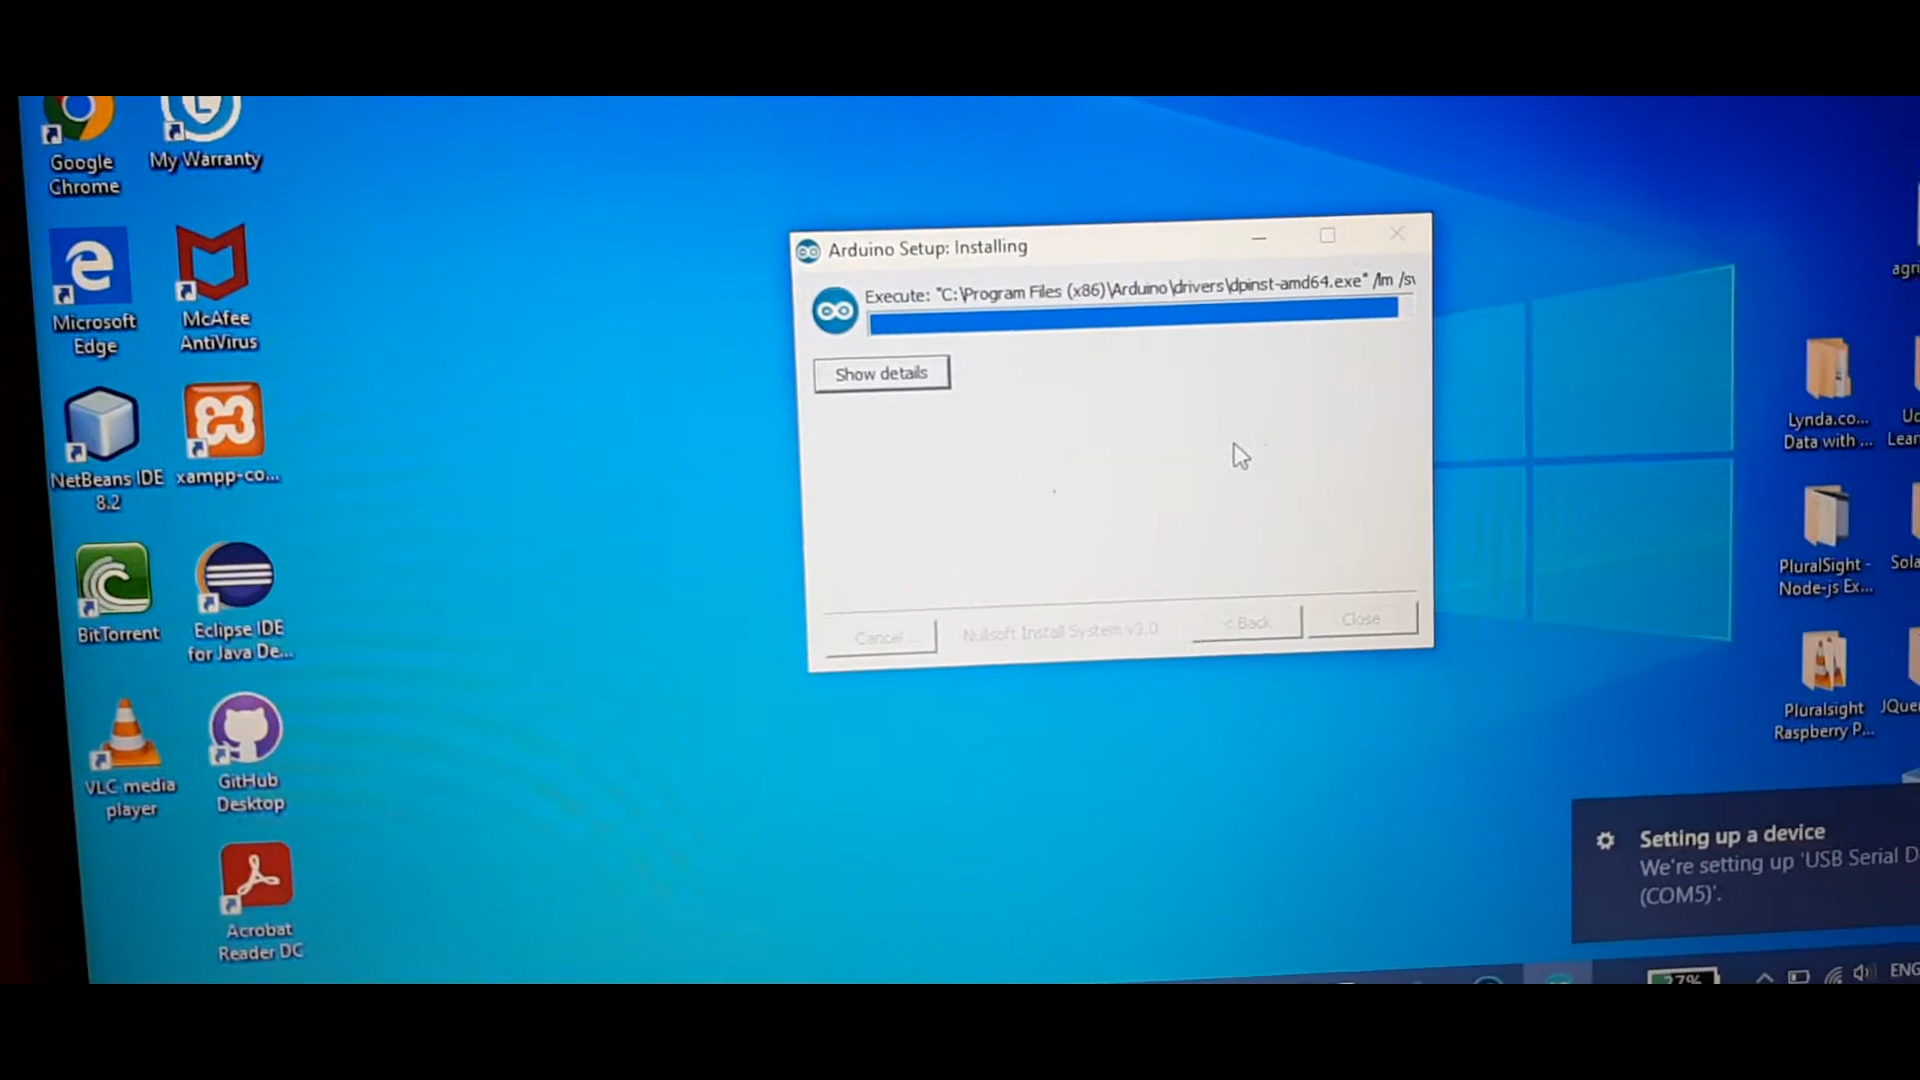 Google
Chrome
My Warranty
Microsoft
Edge
McAfee
AntiVirus
NetBeans IDE
8.2
xampp-co...
BitTorrent
Eclipse IDE
for Java De...
VLC media
player
GitHub
Desktop
Acrobat
Reader DC
Arduino Setup: Installing
Execute: "C:\Program Files (x86)\Arduino\drivers\dpinst-amd64.exe" /lm /sw
Show details
Cancel
Nullsoft Install System v3.0
< Back
Close
agri
Lynda.co...
Data with ...
Lear
PluralSight -
Node-js Ex...
Sola
Pluralsight
Raspberry P...
JQue
Setting up a device
We're setting up 'USB Serial D
(COM5)'.
27%
ENG